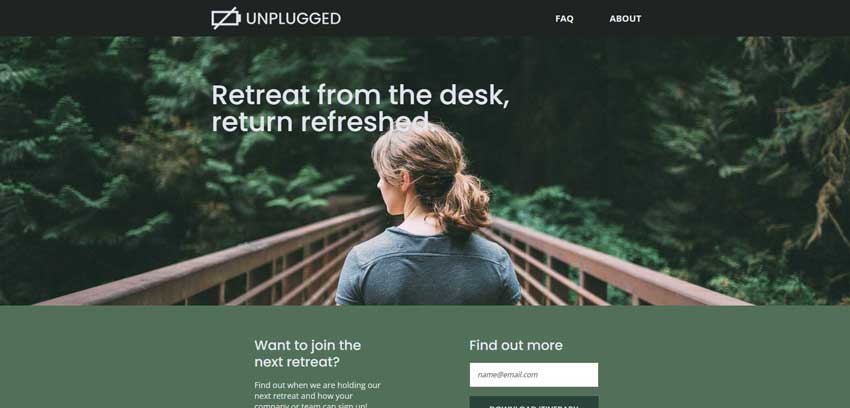 UNPLUGGED
FAQ
ABOUT
Retreat from the desk,
return refreshed.
Want to join the
next retreat?
Find out when we are holding our
next retreat and how your
company or team can sign up!
Find out more
name@email.com
DOWNLOAD ITINERARY